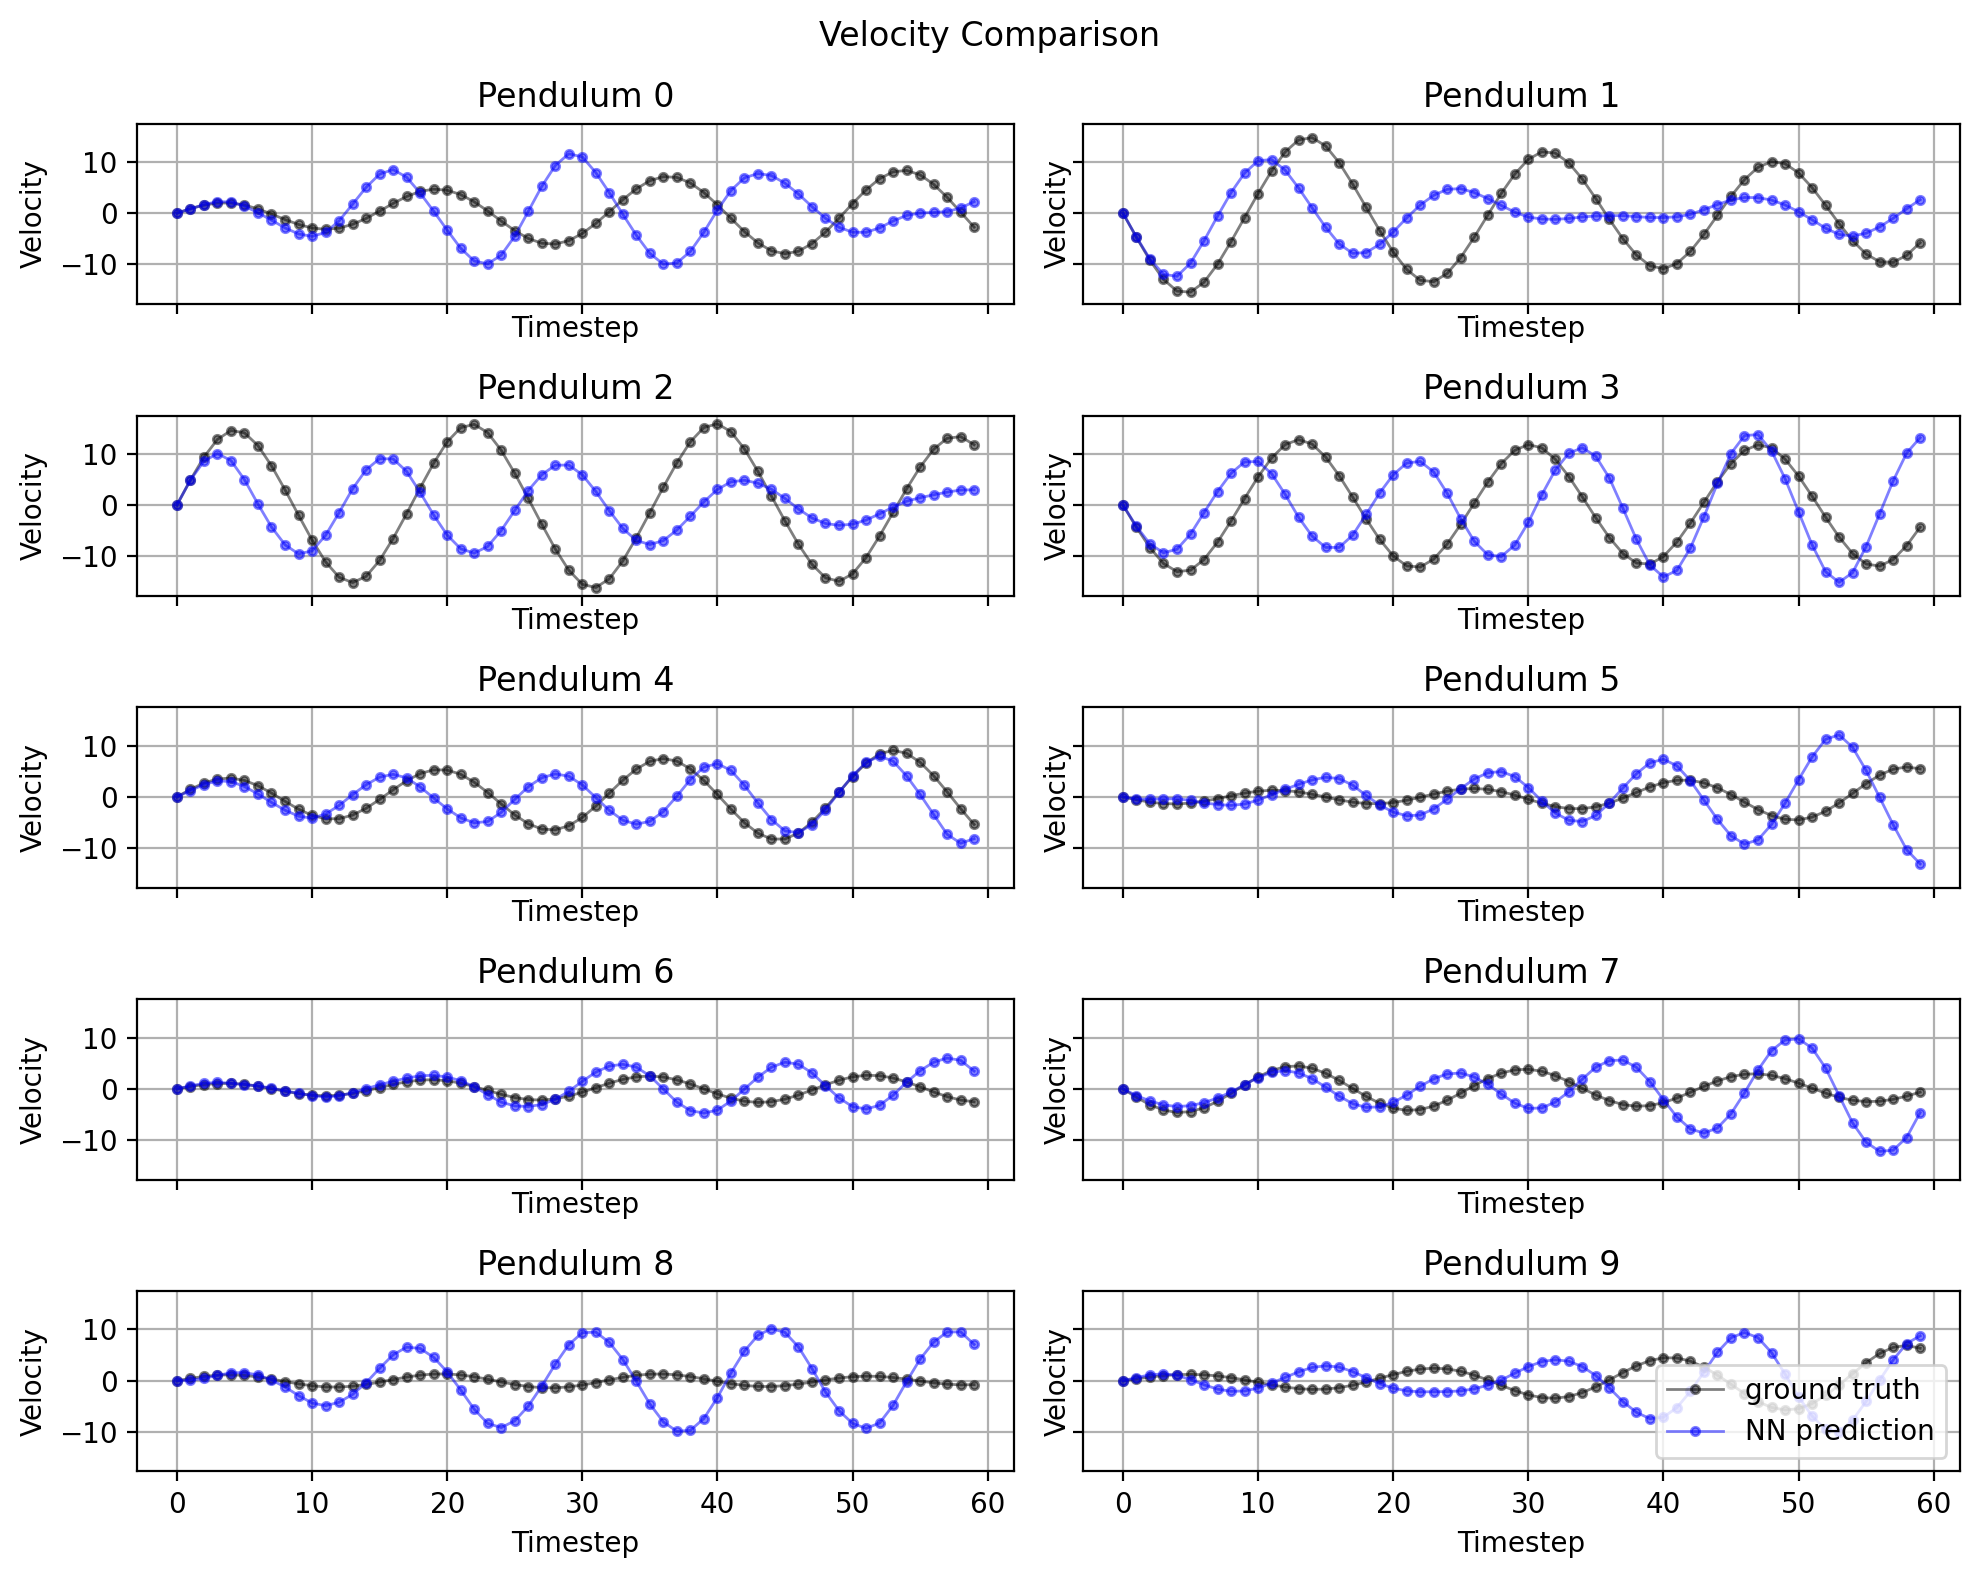 Velocity Comparison
Pendulum 0
Pendulum 1
10
0
−10
Velocity
Velocity
Timestep
Timestep
Pendulum 2
Pendulum 3
10
0
−10
Velocity
Velocity
Timestep
Timestep
Pendulum 4
Pendulum 5
10
0
−10
Velocity
Velocity
Timestep
Timestep
Pendulum 6
Pendulum 7
10
0
−10
Velocity
Velocity
Timestep
Timestep
Pendulum 8
Pendulum 9
10
0
−10
Velocity
Velocity
ground truth
NN prediction
0 10 20 30 40 50 60
0 10 20 30 40 50 60
Timestep
Timestep